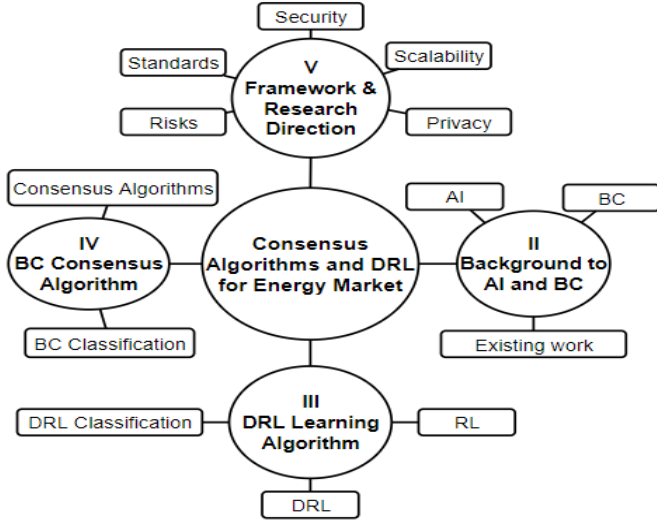 Security
Standards
Scalability
V
Framework &
Research
Direction
Risks
Privacy
Consensus Algorithms
AI
BC
IV
BC Consensus
Algorithm
Consensus
Algorithms and DRL
for Energy Market
II
Background to
AI and BC
BC Classification
Existing work
III
DRL Learning
Algorithm
DRL Classification
RL
DRL